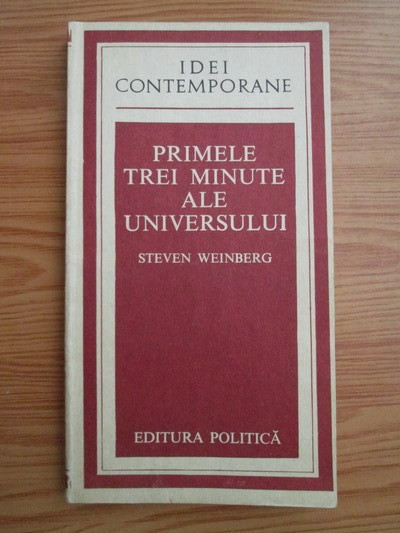 IDEI
CONTEMPORANE
PRIMELE
TREI MINUTE
ALE
UNIVERSULUI
STEVEN WEINBERG
EDITURA POLITICĂ